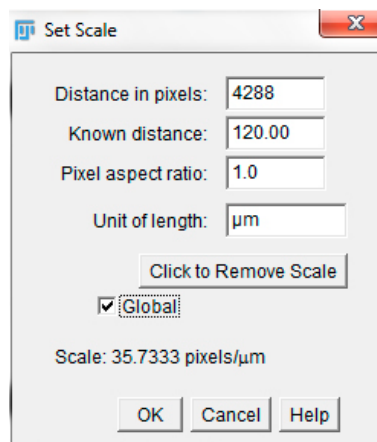 Set Scale
Distance in pixels: 4288
Known distance: 120.00
Pixel aspect ratio: 1.0
Unit of length: µm
Click to Remove Scale
Global
Scale: 35.7333 pixels/µm
OK Cancel Help